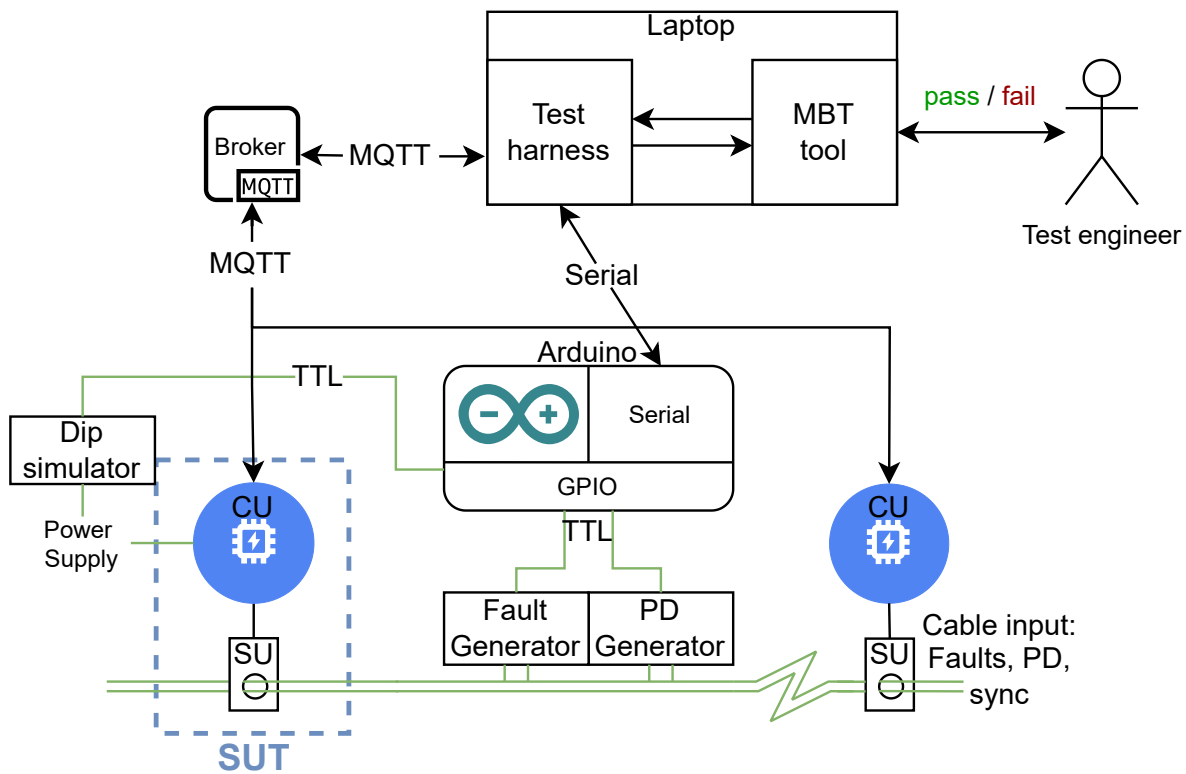 Laptop
Test
harness
MBT
tool
pass / fail
Test engineer
Broker
MQTT
MQTT
MQTT
Serial
Arduino
TTL
Serial
GPIO
Dip
simulator
Power
Supply
CU
CU
TTL
Fault
Generator
PD
Generator
SU
SU
Cable input:
Faults, PD,
sync
SUT